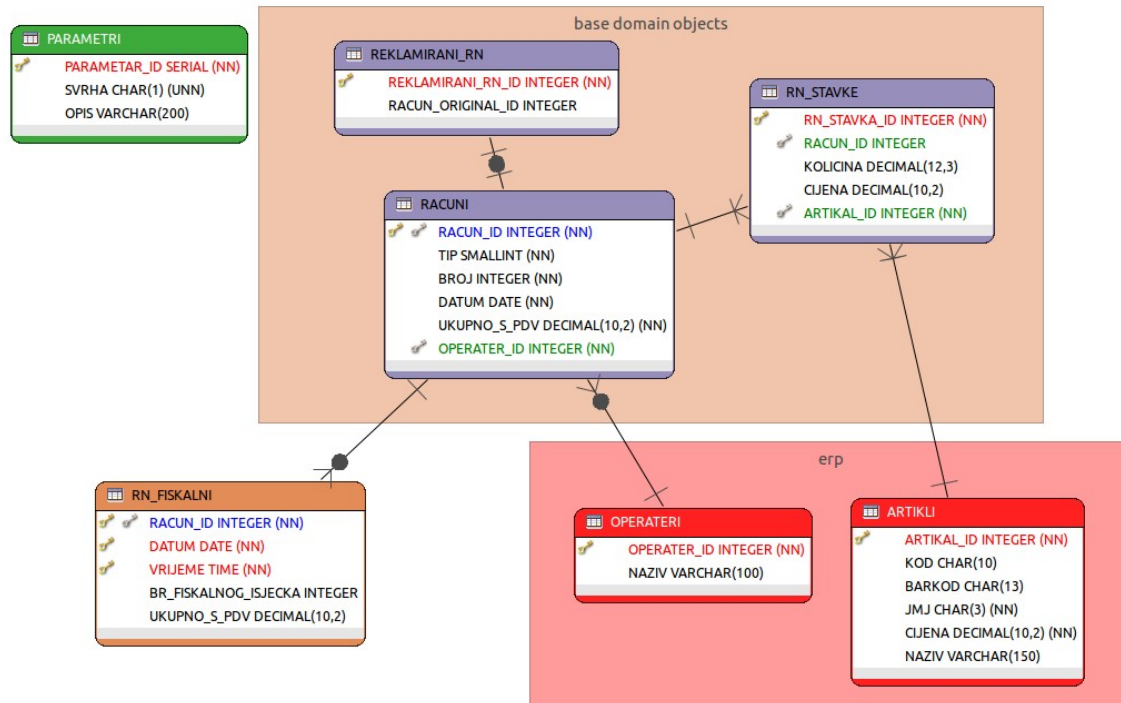 base domain objects
PARAMETRI
PARAMETAR_ID SERIAL (NN)
SVRHA CHAR(1) (UNN)
OPIS VARCHAR(200)
REKLAMIRANI_RN
REKLAMIRANI_RN_ID INTEGER (NN)
RACUN_ORIGINAL_ID INTEGER
RN_STAVKE
RN_STAVKA_ID INTEGER (NN)
RACUN_ID INTEGER
KOLICINA DECIMAL(12,3)
CIJENA DECIMAL(10,2)
ARTIKAL_ID INTEGER (NN)
RACUNI
RACUN_ID INTEGER (NN)
TIP SMALLINT (NN)
BROJ INTEGER (NN)
DATUM DATE (NN)
UKUPNO_S_PDV DECIMAL(10,2) (NN)
OPERATER_ID INTEGER (NN)
RN_FISKALNI
RACUN_ID INTEGER (NN)
DATUM DATE (NN)
VRIJEME TIME (NN)
BR_FISKALNOG_ISJECKA INTEGER
UKUPNO_S_PDV DECIMAL(10,2)
erp
OPERATERI
OPERATER_ID INTEGER (NN)
NAZIV VARCHAR(100)
ARTIKLI
ARTIKAL_ID INTEGER (NN)
KOD CHAR(10)
BARKOD CHAR(13)
JMJ CHAR(3) (NN)
CIJENA DECIMAL(10,2) (NN)
NAZIV VARCHAR(150)